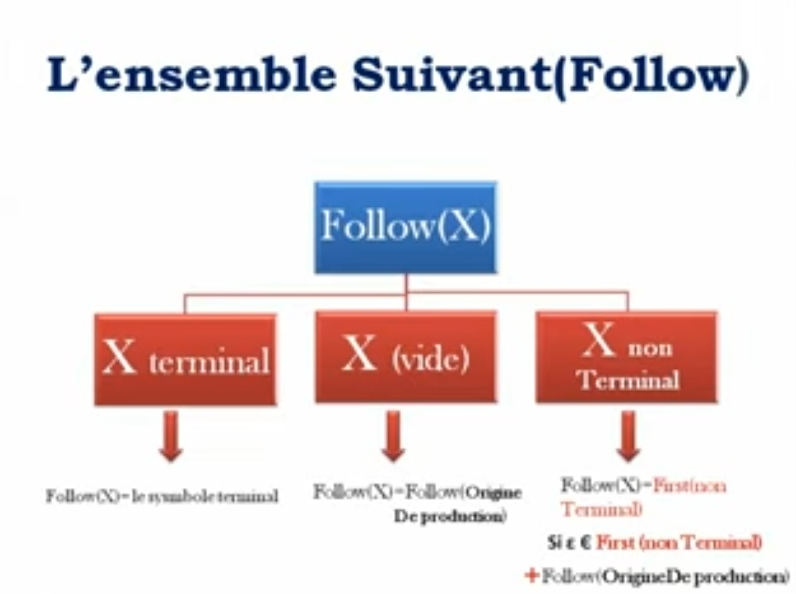 L'ensemble Suivant(Follow)
Follow(X)
X terminal
X (vide)
X non
Terminal
Follow(X)=le symbole terminal
Follow(X)=Follow(Origine
De production)
Follow(X)=First(non
Terminal)
Si ε € First (non Terminal)
+Follow(OrigineDe production)